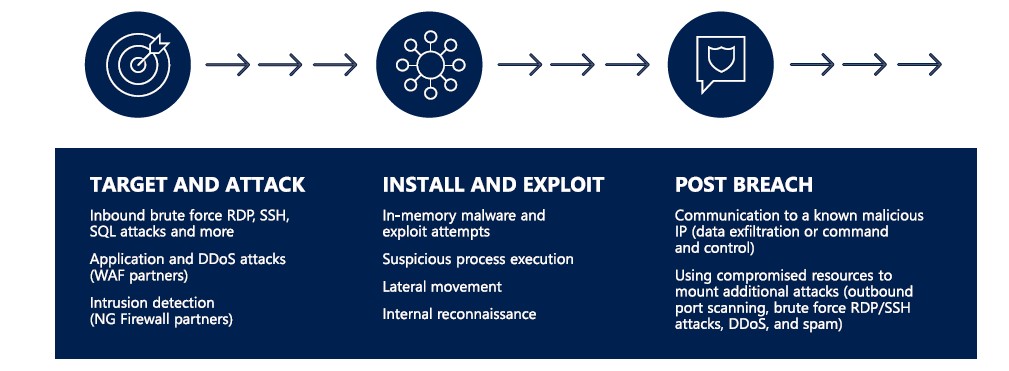 TARGET AND ATTACK
Inbound brute force RDP, SSH,
SQL attacks and more
Application and DDoS attacks
(WAF partners)
Intrusion detection
(NG Firewall partners)
INSTALL AND EXPLOIT
In-memory malware and
exploit attempts
Suspicious process execution
Lateral movement
Internal reconnaissance
POST BREACH
Communication to a known malicious
IP (data exfiltration or command
and control)
Using compromised resources to
mount additional attacks (outbound
port scanning, brute force RDP/SSH
attacks, DDoS, and spam)